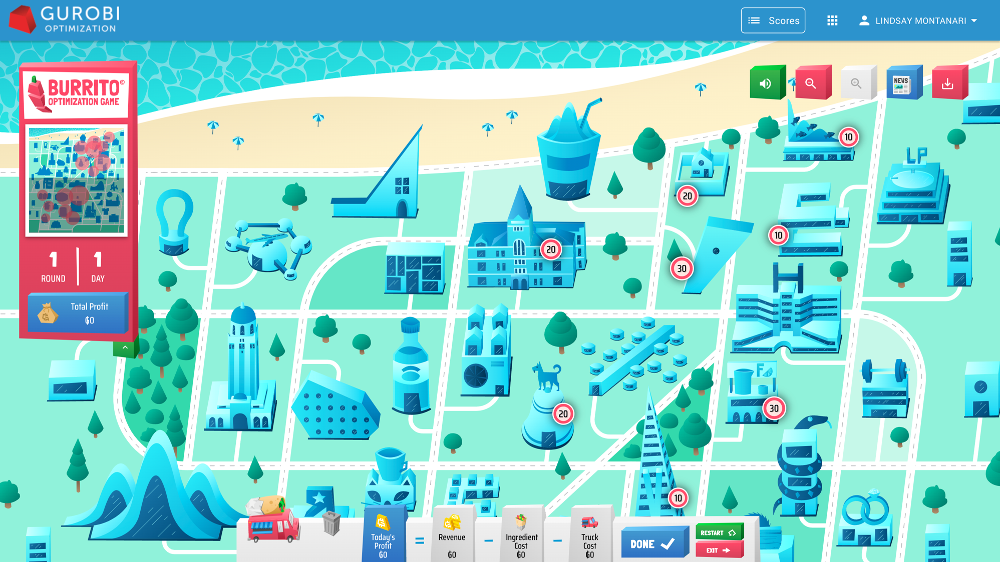 GUROBI
OPTIMIZATION
Scores
LINDSAY MONTANARI
BURRITO©
OPTIMIZATION GAME
1
ROUND
1
DAY
Total Profit
₲0
NEWS
LP
10
20
10
20
30
F
30
20
10
Today's
Profit
₲0
=
Revenue
₲0
-
Ingredient
Cost
₲0
-
Truck
Cost
₲0
DONE
RESTART
EXIT